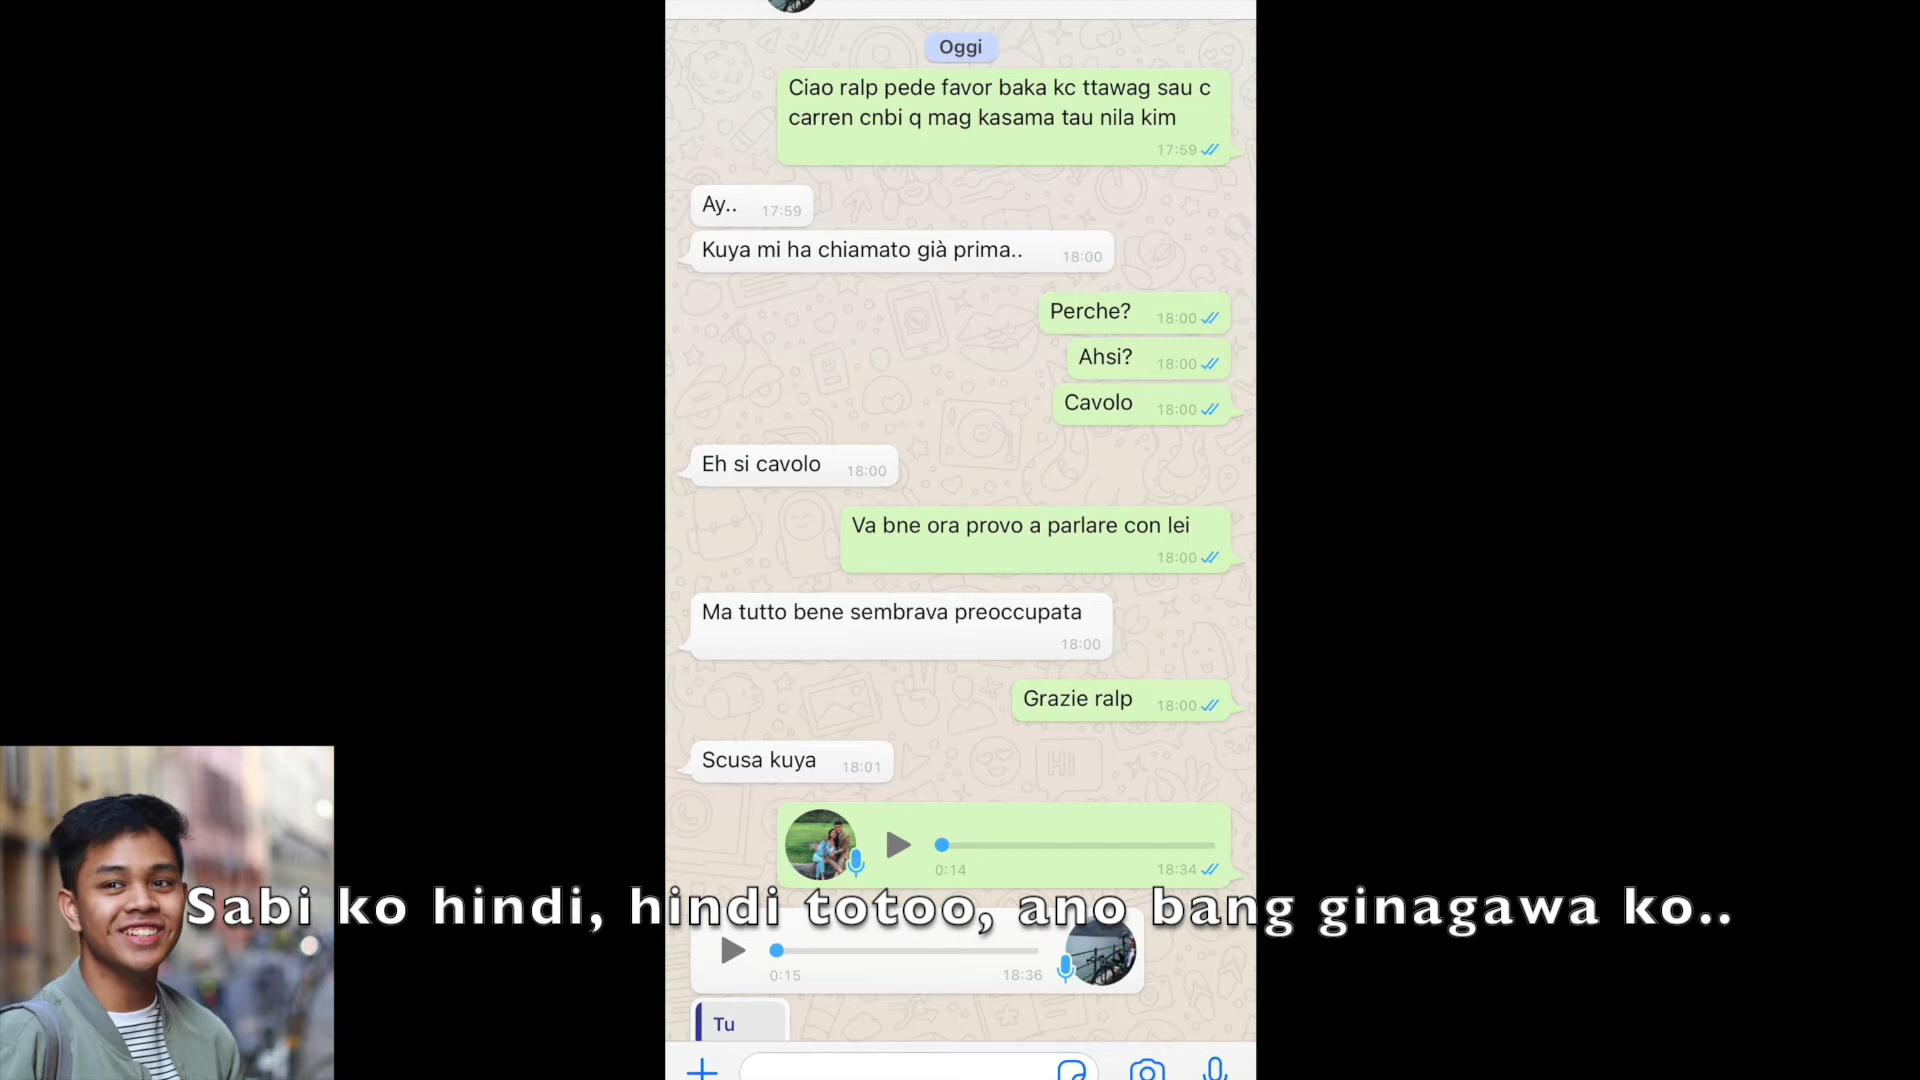 Oggi
Ciao ralp pede favor baka kc ttawag sau c
carren cnbi q mag kasama tau nila kim
17:59
Ay..
17:59
Kuya mi ha chiamato già prima..
18:00
Perche?
18:00
Ahsi?
18:00
Cavolo
18:00
Eh si cavolo
18:00
Va bne ora provo a parlare con lei
18:00
Ma tutto bene sembrava preoccupata
18:00
Grazie ralp
18:00
Scusa kuya
18:01
0:14
18:34
Sabi ko hindi, hindi totoo, ano bang ginagawa ko..
0:15
18:36
Tu